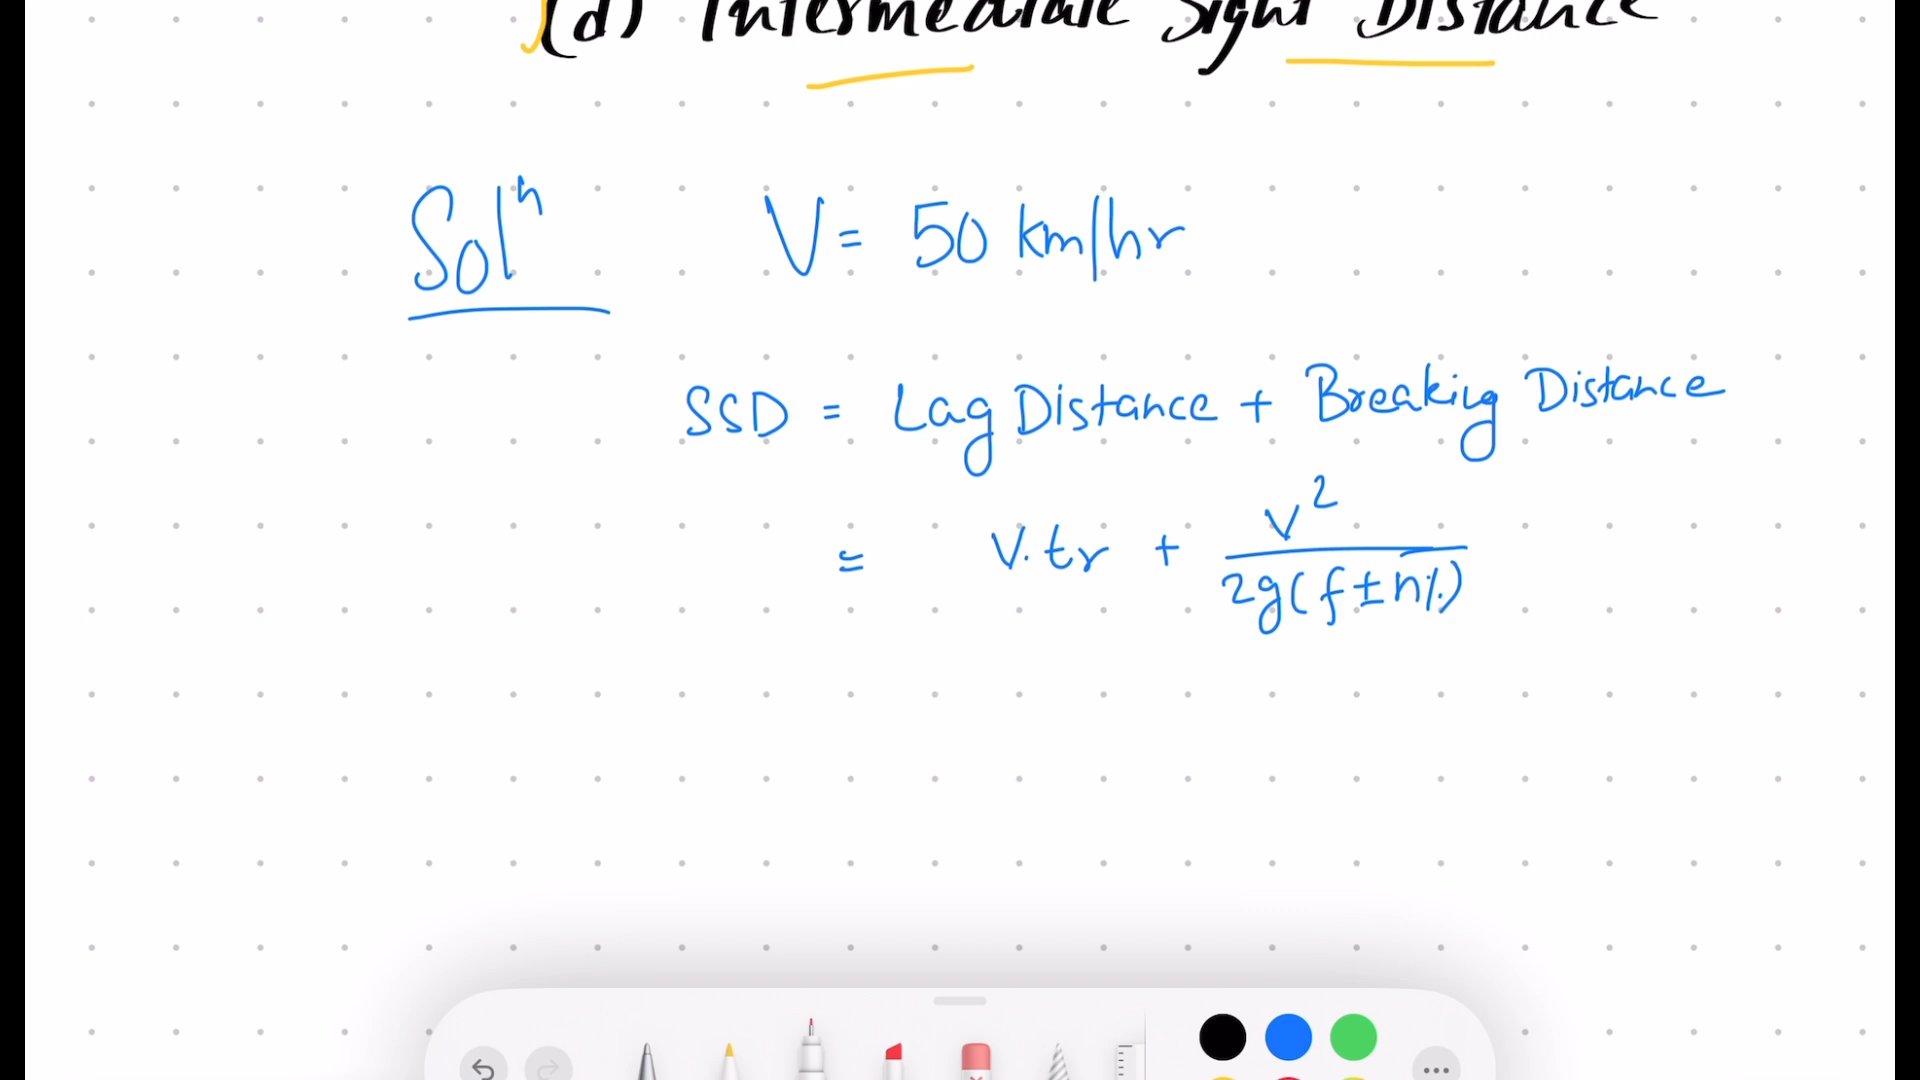 (d) Intermediate Sight Distance
Solⁿ V = 50 km/hr
SSD = Lag Distance + Breaking Distance
= v.tr + v² / 2g(f±n%)